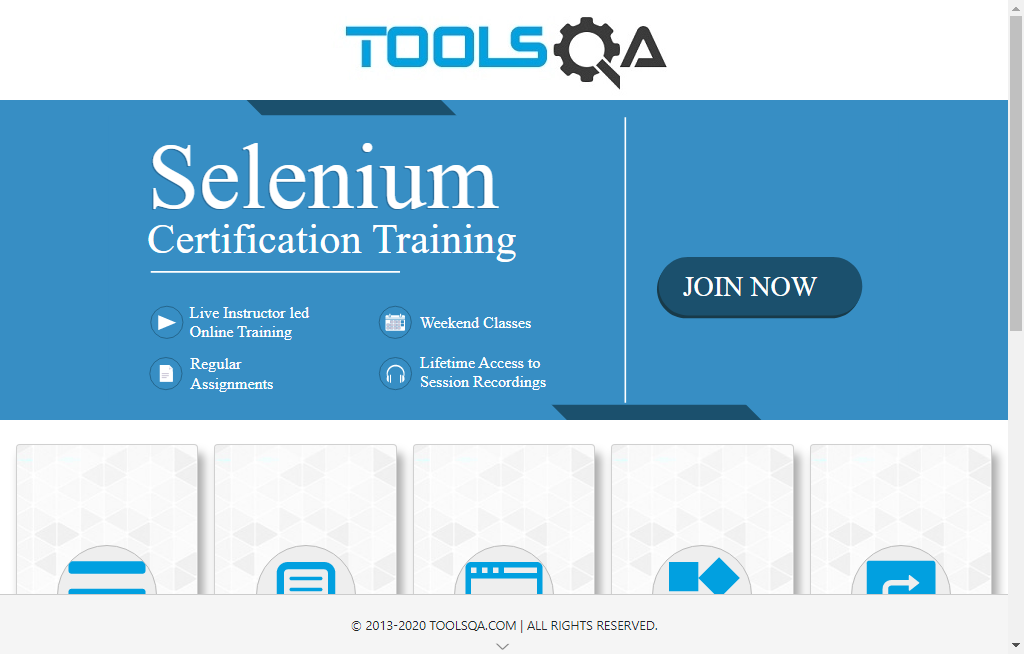 TOOLSQA
Selenium
Certification Training
JOIN NOW
Live Instructor led
Online Training
Weekend Classes
Regular
Assignments
Lifetime Access to
Session Recordings
© 2013-2020 TOOLSQA.COM | ALL RIGHTS RESERVED.